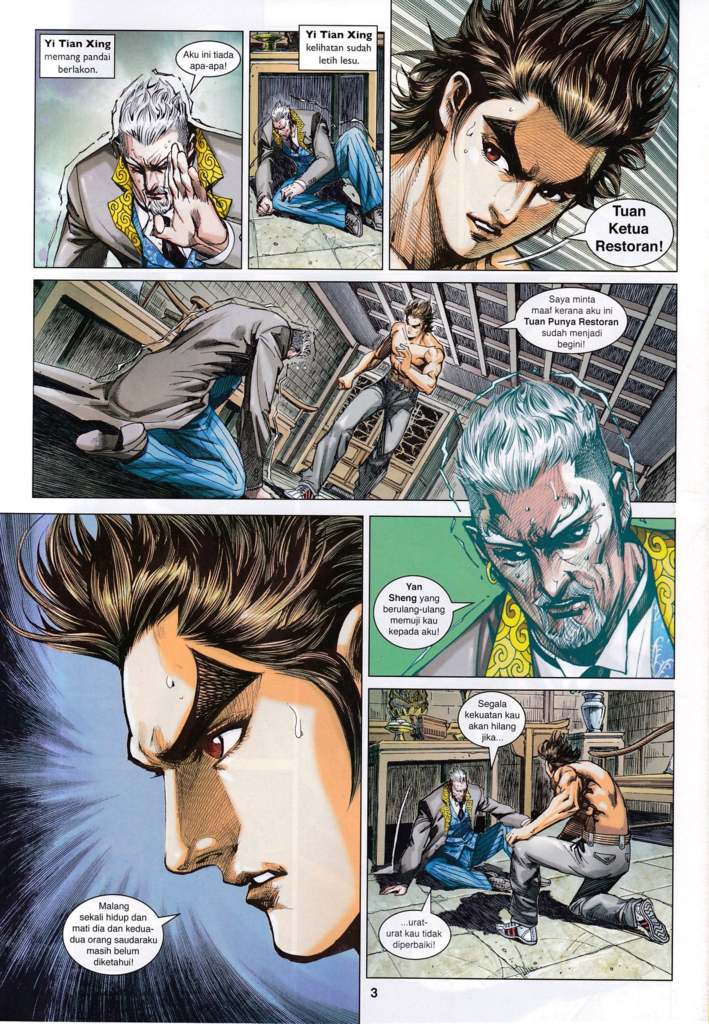 Yi Tian Xing
memang pandai
berlakon.
Aku ini tiada
apa-apa!
Yi Tian Xing
kelihatan sudah
letih lesu.
Tuan
Ketua
Restoran!
Saya minta
maaf kerana aku ini
Tuan Punya Restoran
sudah menjadi
begini!
Yan
Sheng yang
berulang-ulang
memuji kau
kepada aku!
Malang
sekali hidup dan
mati dia dan kedua-
dua orang saudaraku
masih belum
diketahui!
Segala
kekuatan kau
akan hilang
jika...
...urat-
urat kau tidak
diperbaiki!
3